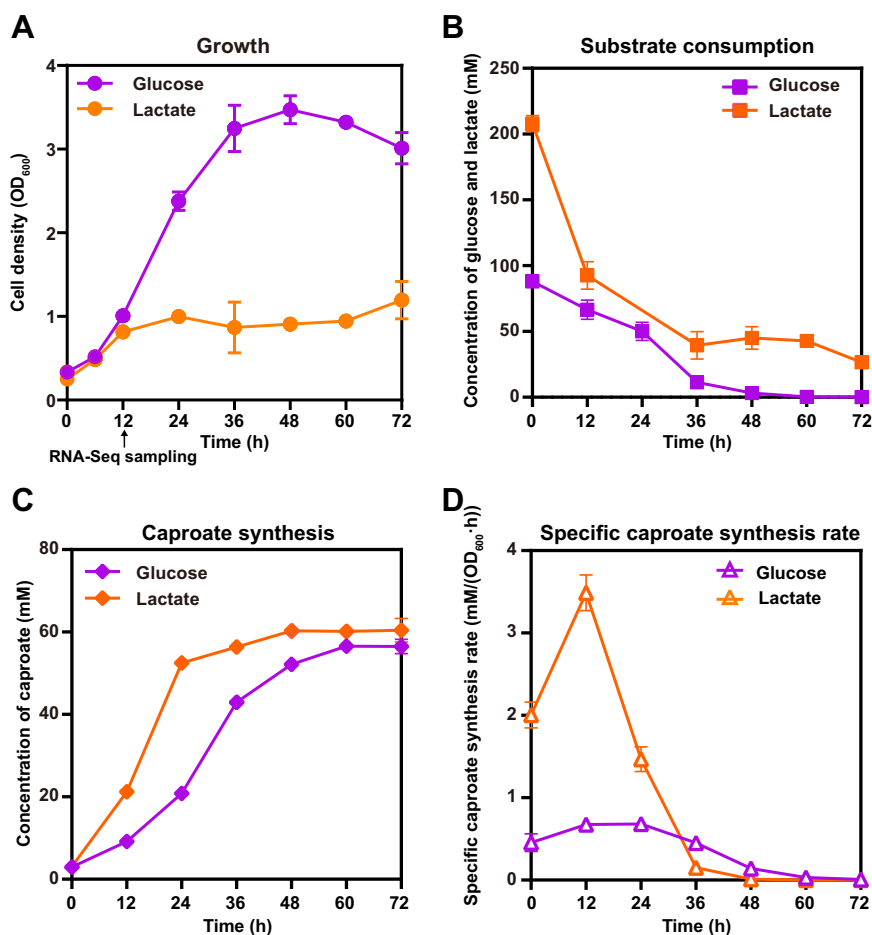 A
Growth
Glucose
Lactate
Cell density (OD600)
4
3
2
1
0
0 12 24 36 48 60 72
Time (h)
RNA-Seq sampling
B
Substrate consumption
Glucose
Lactate
Concentration of glucose and lactate (mM)
250
200
150
100
50
0
0 12 24 36 48 60 72
Time (h)
C
Caproate synthesis
Glucose
Lactate
Concentration of caproate (mM)
80
60
40
20
0
0 12 24 36 48 60 72
Time (h)
D
Specific caproate synthesis rate
Glucose
Lactate
Specific caproate synthesis rate (mM/(OD600·h))
4
3
2
1
0
0 12 24 36 48 60 72
Time (h)